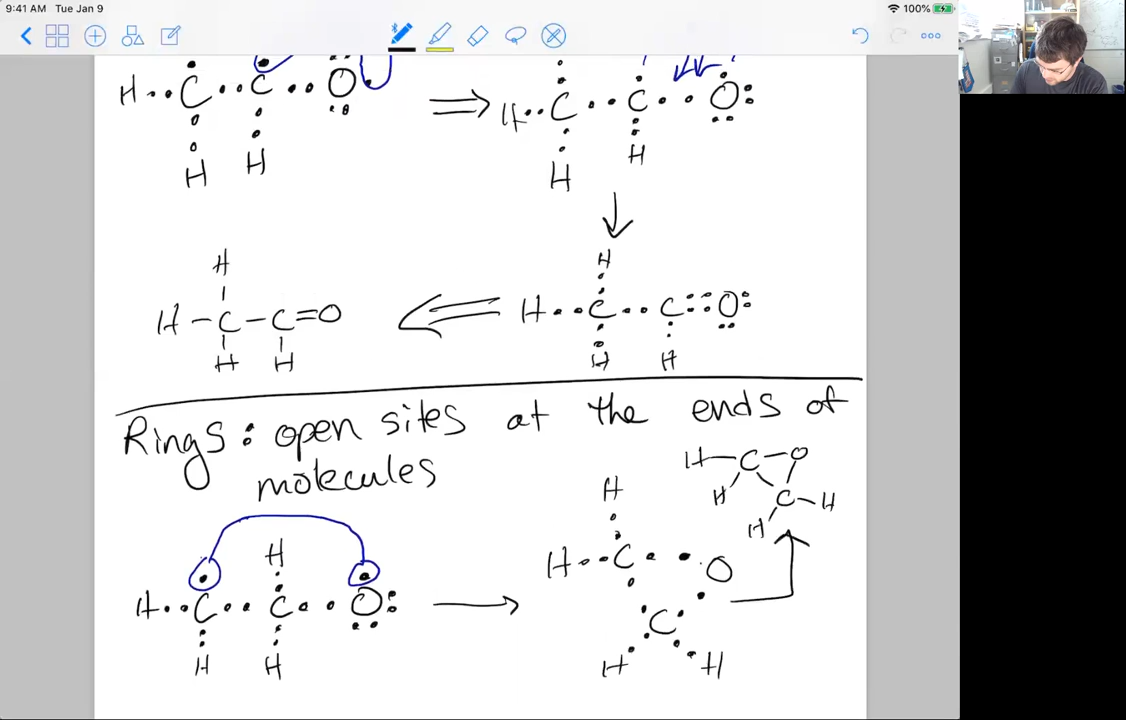 9:41 AM Tue Jan 9
100%
H C C O
H C C O
H H
H H
H
H
H C C O
H - C - C = O
H H
H H
Rings: open sites at the ends of
molecules
H - C - O
H C - H
H
H
H
H C O
H C C O
C
H H
H H